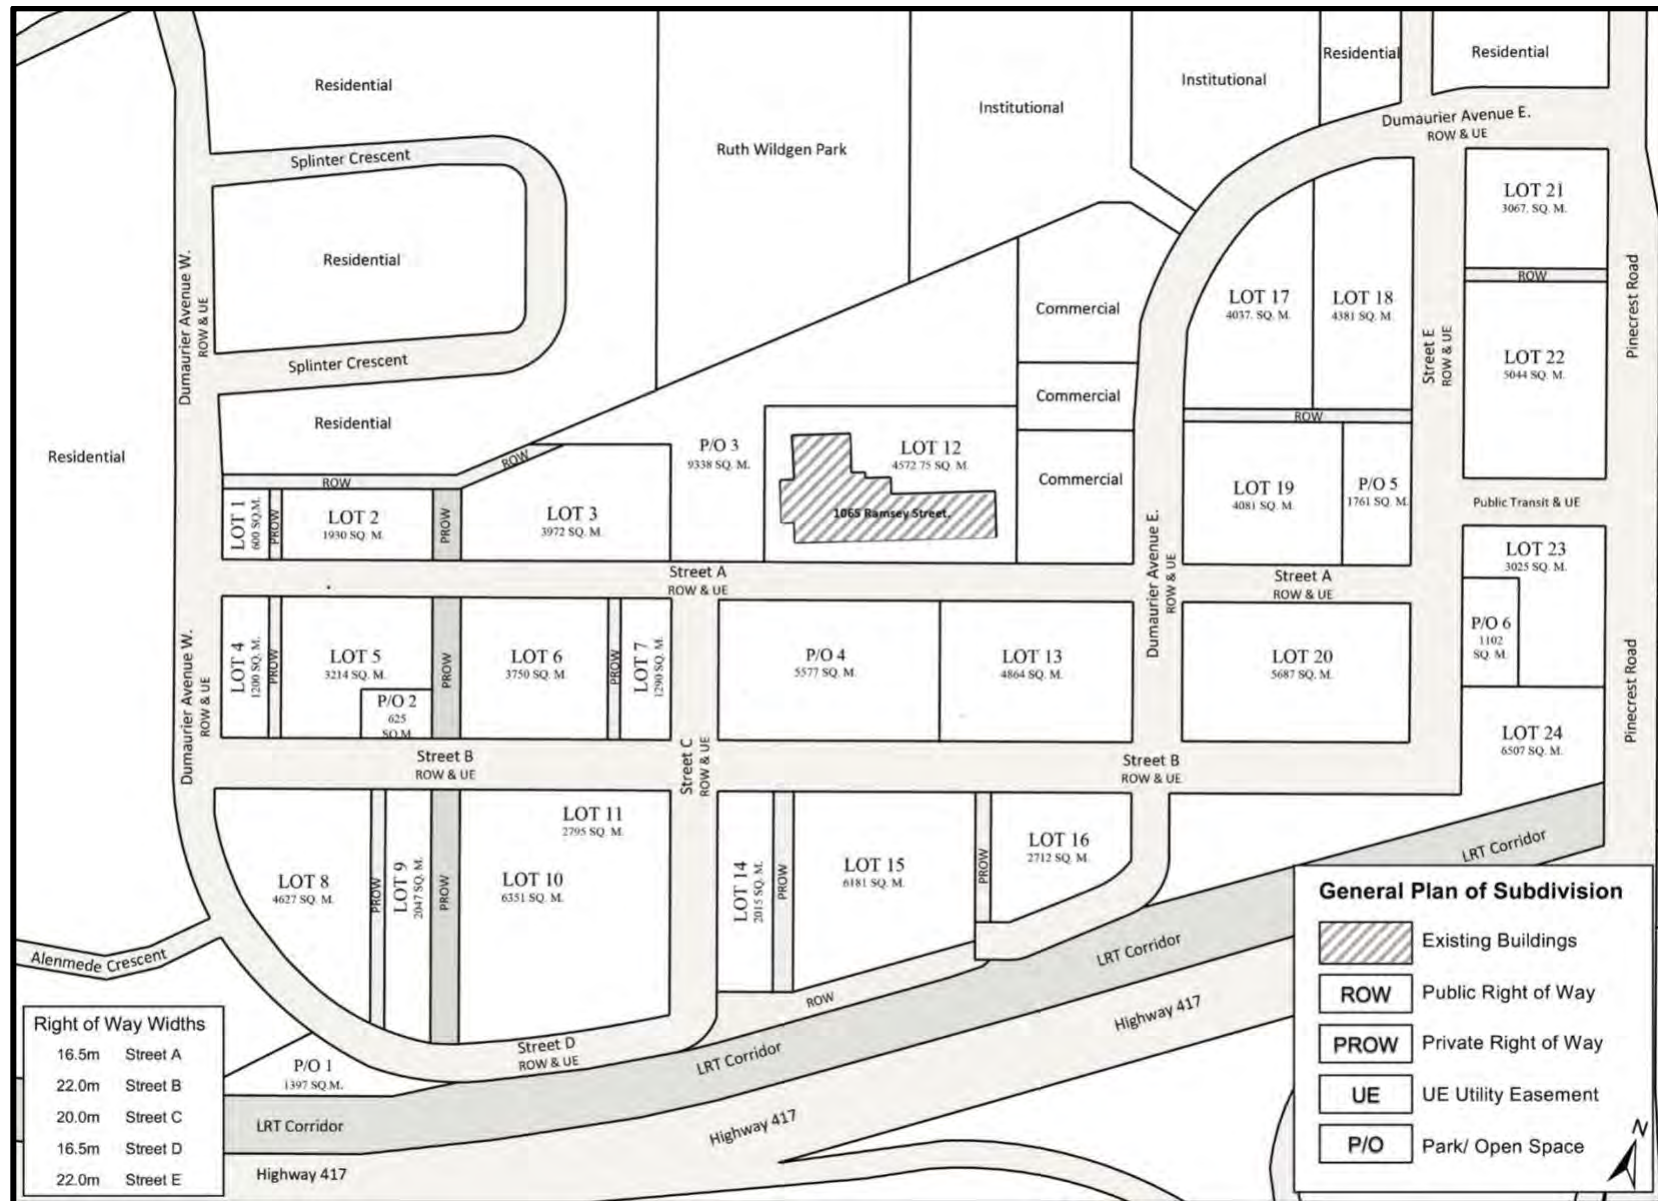 Residential
Residential
Residential
Institutional
Institutional
Splinter Crescent
Ruth Wildgen Park
Dumaurier Avenue E.
ROW & UE
LOT 21
3067. SQ. M.
ROW
Residential
Dumaurier Avenue W.
ROW & UE
Splinter Crescent
Commercial
LOT 17
4037. SQ. M.
LOT 18
4381 SQ. M.
Street E
ROW & UE
LOT 22
5044 SQ. M.
Pinecrest Road
Residential
Residential
Commercial
ROW
P/O 3
9338 SQ. M.
LOT 12
4572 75 SQ. M
1065 Ramsey Street.
Commercial
ROW
ROW
LOT 1
600 SQ.M.
PROW
LOT 2
1930 SQ. M.
PROW
LOT 3
3972 SQ. M.
LOT 19
4081 SQ. M.
P/O 5
1761 SQ. M.
Public Transit & UE
Street A
ROW & UE
Dumaurier Avenue E.
ROW & UE
Street A
ROW & UE
LOT 23
3025 SQ. M.
P/O 6
1102
SQ. M.
Dumaurier Avenue W.
ROW & UE
LOT 4
1200 SQ. M.
PROW
LOT 5
3214 SQ. M.
P/O 2
625
SQ.M.
PROW
LOT 6
3750 SQ. M.
PROW
LOT 7
1290 SQ. M.
P/O 4
5577 SQ. M.
LOT 13
4864 SQ. M.
LOT 20
5687 SQ. M.
LOT 24
6507 SQ. M.
Pinecrest Road
Street B
ROW & UE
Street C
ROW & UE
Street B
ROW & UE
LOT 8
4627 SQ. M.
PROW
LOT 9
2047 SQ. M.
PROW
LOT 11
2795 SQ. M.
LOT 10
6351 SQ. M.
LOT 14
2015 SQ. M.
PROW
LOT 15
6181 SQ. M.
PROW
LOT 16
2712 SQ. M.
LRT Corridor
Alenmede Crescent
LRT Corridor
ROW
Highway 417
Street D
ROW & UE
LRT Corridor
P/O 1
1397 SQ.M.
LRT Corridor
Highway 417
Highway 417
Right of Way Widths
16.5m Street A
22.0m Street B
20.0m Street C
16.5m Street D
22.0m Street E
General Plan of Subdivision
Existing Buildings
ROW Public Right of Way
PROW Private Right of Way
UE UE Utility Easement
P/O Park/ Open Space
N